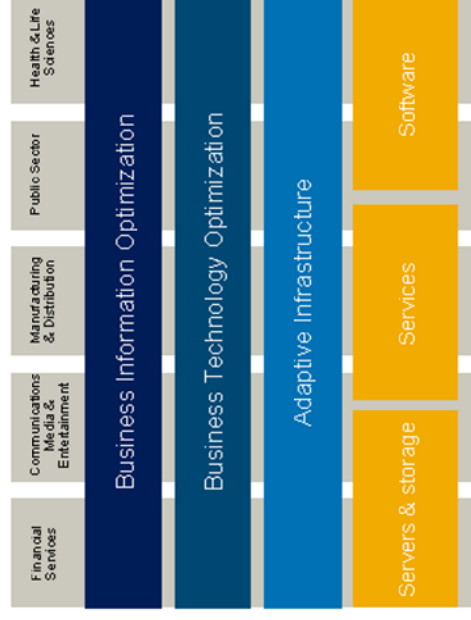 Financial
Services
Communications
Media &
Entertainment
Manufacturing
& Distribution
Public Sector
Health & Life
Sciences
Business Information Optimization
Business Technology Optimization
Adaptive Infrastructure
Servers & storage
Services
Software